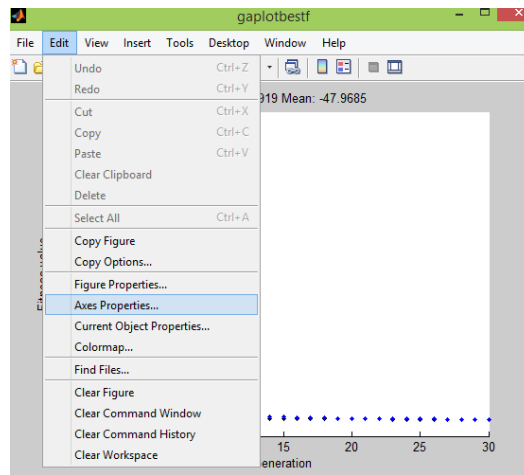 gaplotbestf
File Edit View Insert Tools Desktop Window Help
Undo Ctrl+Z
Redo Ctrl+Y
919 Mean: -47.9685
Cut Ctrl+X
Copy Ctrl+C
Paste Ctrl+V
Clear Clipboard
Delete
Select All Ctrl+A
Copy Figure
Copy Options...
Figure Properties...
Axes Properties...
Current Object Properties...
Colormap...
Find Files...
Clear Figure
Clear Command Window
Clear Command History
Clear Workspace
15 20 25 30
eneration